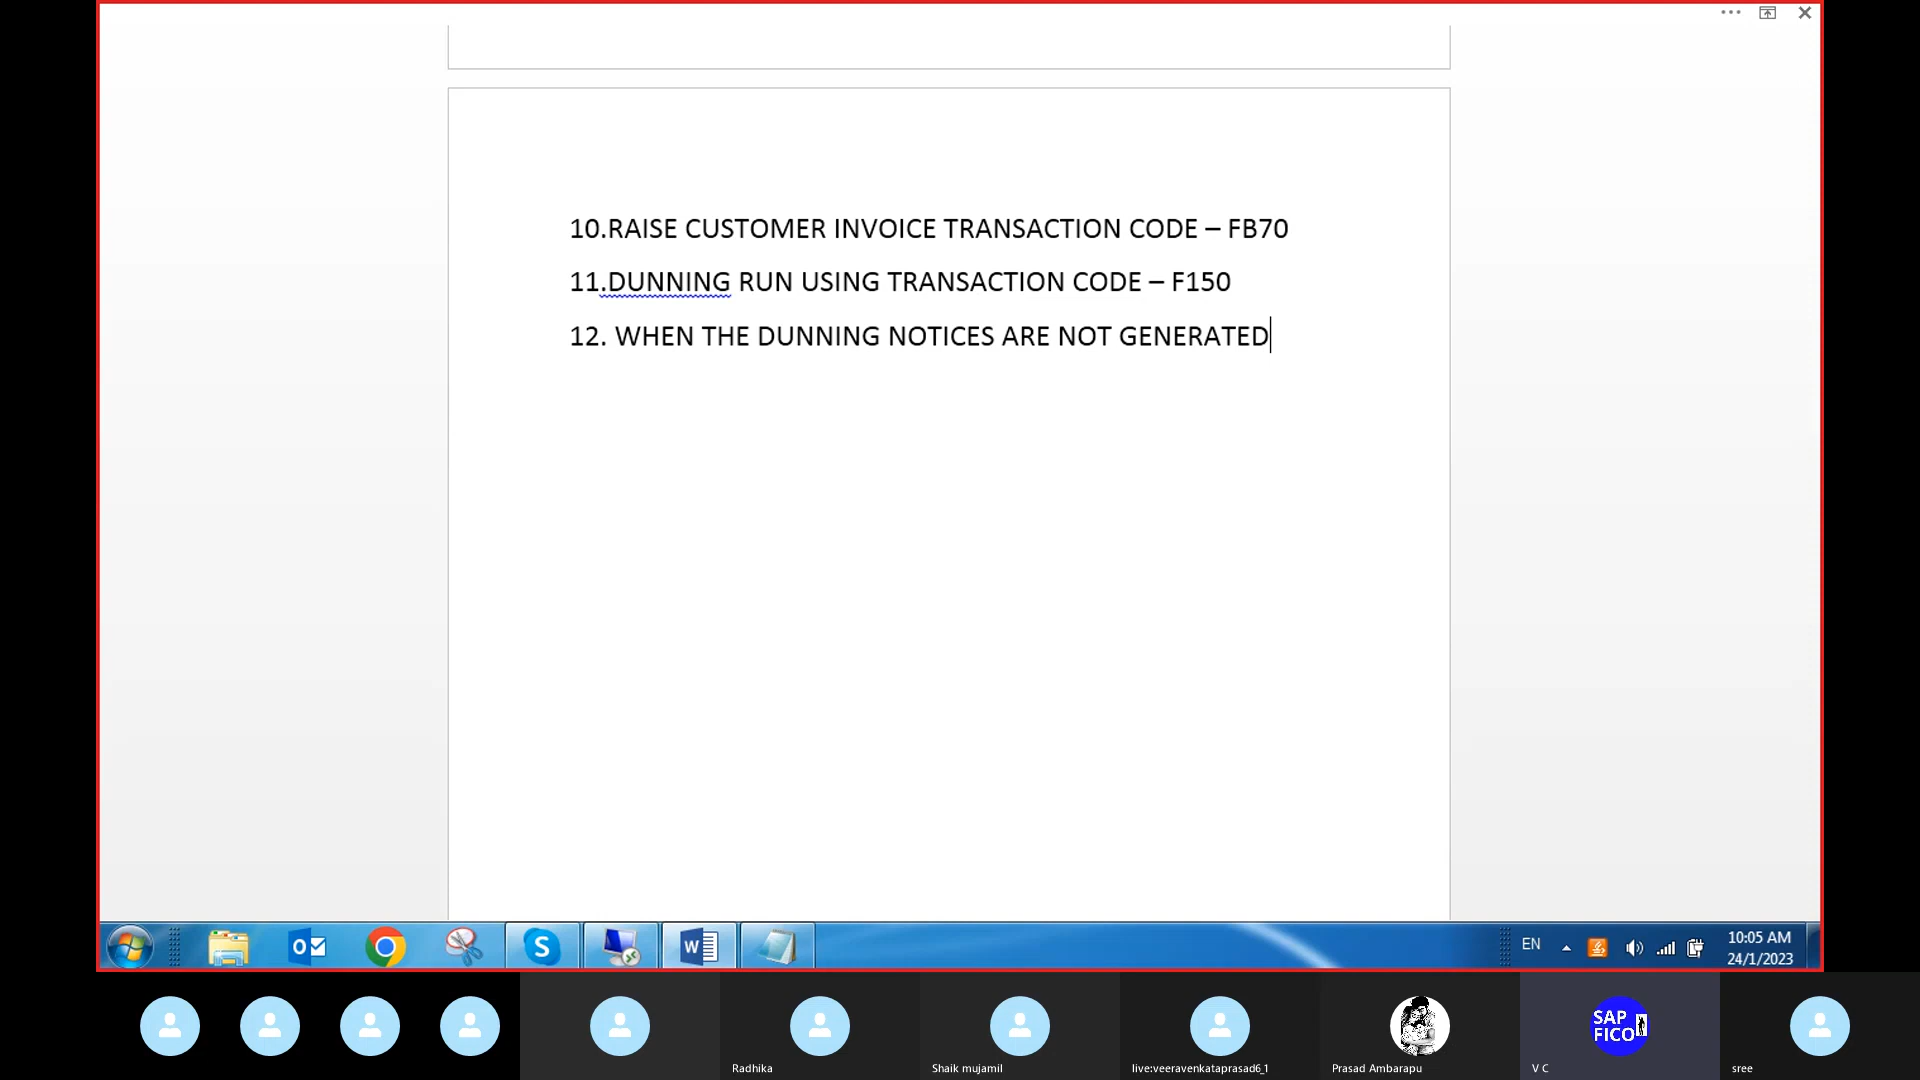 10.RAISE CUSTOMER INVOICE TRANSACTION CODE – FB70
11.DUNNING RUN USING TRANSACTION CODE – F150
12. WHEN THE DUNNING NOTICES ARE NOT GENERATED
EN
10:05 AM
24/1/2023
SAP
FICO
Radhika
Shaik mujamil
live:veeravenkataprasad6_1
Prasad Ambarapu
V C
sree